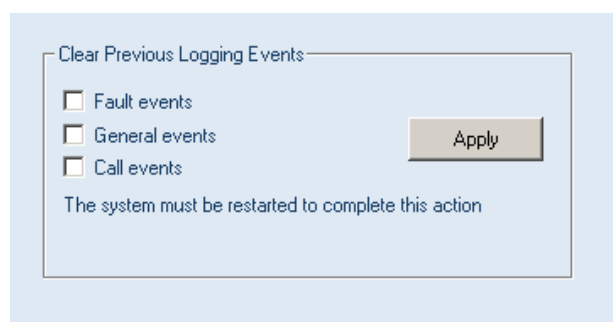 Clear Previous Logging Events
Fault events
General events
Apply
Call events
The system must be restarted to complete this action